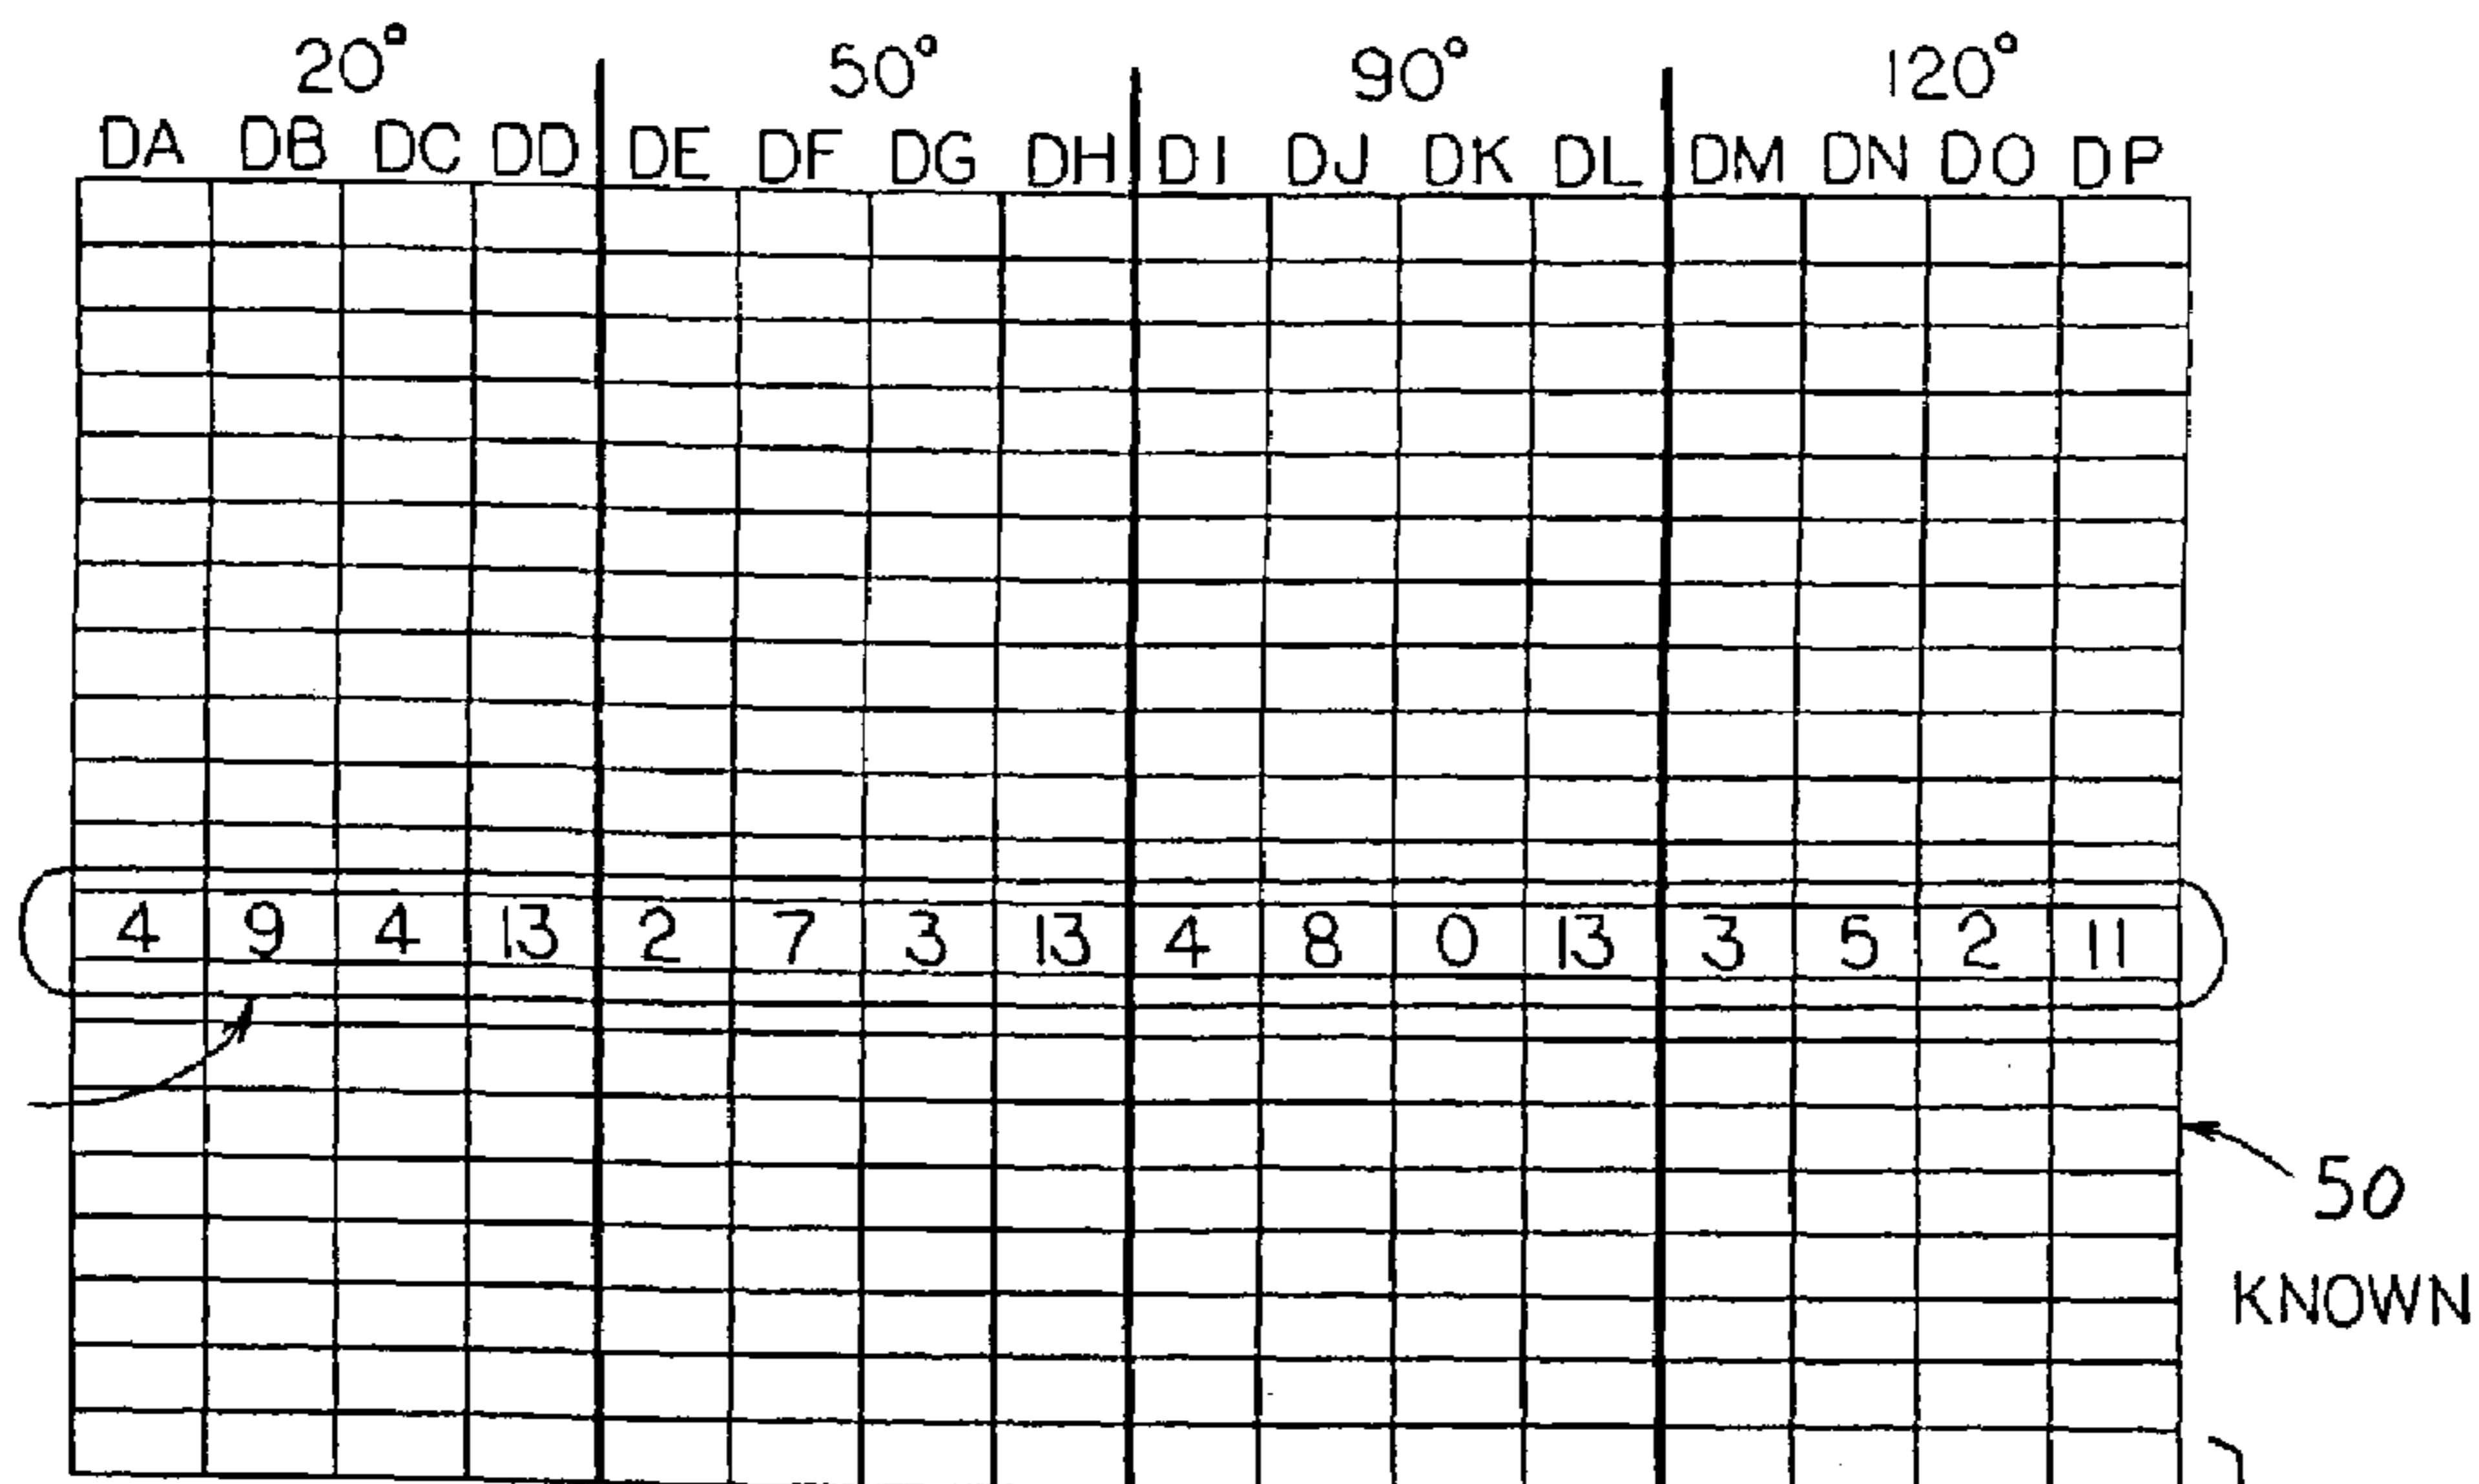 20° 50° 90° 120°
DA DB DC DD DE DF DG DH DI DJ DK DL DM DN DO DP
4 9 4 13 2 7 3 13 4 8 0 13 3 5 2 11
50
KNOWN